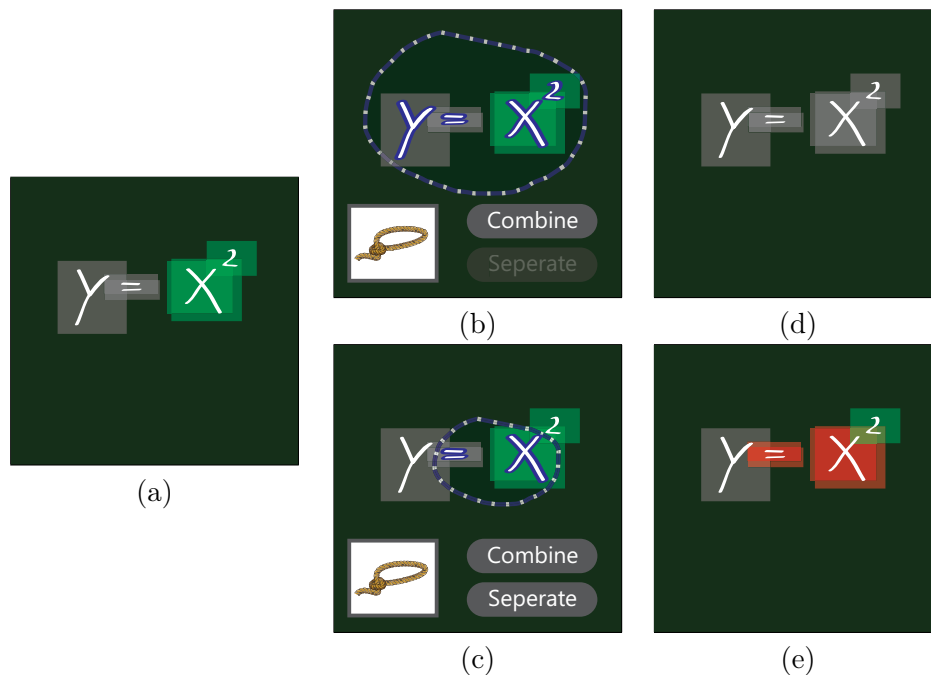 Y = X²
(a)
Y = X²
Combine
Seperate
(b)
Y = X²
Combine
Seperate
(c)
Y = X²
(d)
Y = X²
(e)